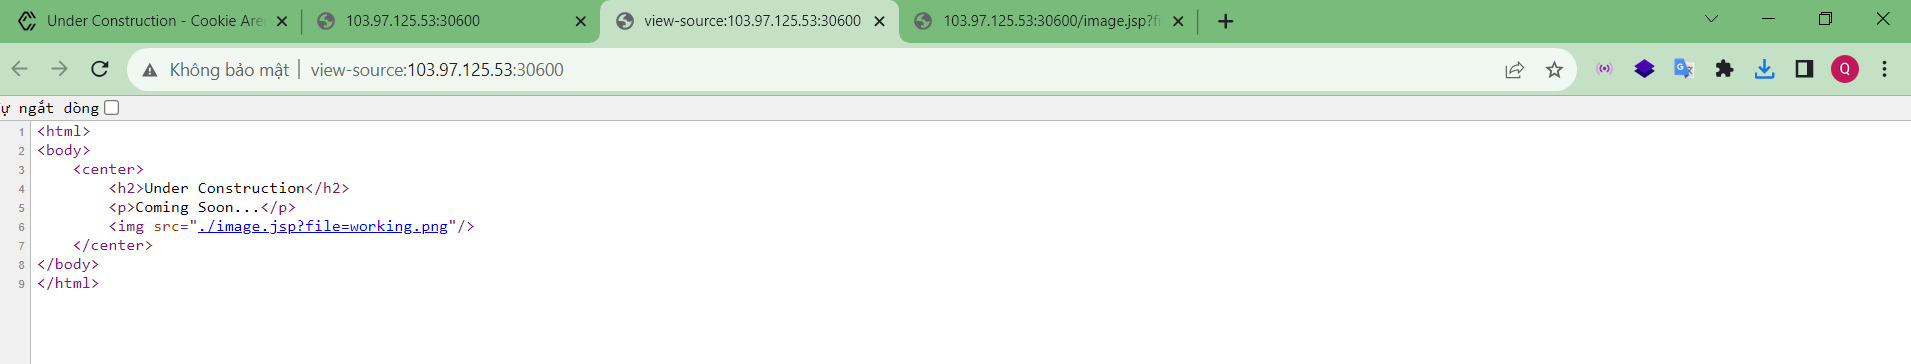 Under Construction - Cookie Are
103.97.125.53:30600
view-source:103.97.125.53:30600
103.97.125.53:30600/image.jsp?fi
Không bảo mật | view-source:103.97.125.53:30600
Q
ự ngắt dòng
1 <html>
2 <body>
3 <center>
4 <h2>Under Construction</h2>
5 <p>Coming Soon...</p>
6 <img src="./image.jsp?file=working.png"/>
7 </center>
8 </body>
9 </html>